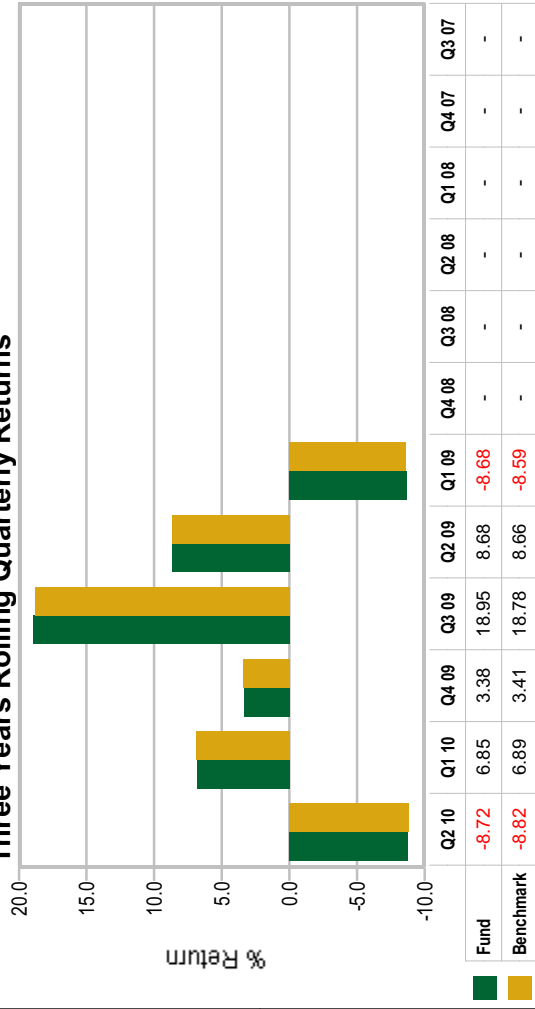 Three Years Rolling Quarterly Returns
20.0
15.0
10.0
5.0
0.0
-5.0
-10.0
% Return
Q2 10 Q1 10 Q4 09 Q3 09 Q2 09 Q1 09 Q4 08 Q3 08 Q2 08 Q1 08 Q4 07 Q3 07
Fund -8.72 6.85 3.38 18.95 8.68 -8.68 - - - - - -
Benchmark -8.82 6.89 3.41 18.78 8.66 -8.59 - - - - - -